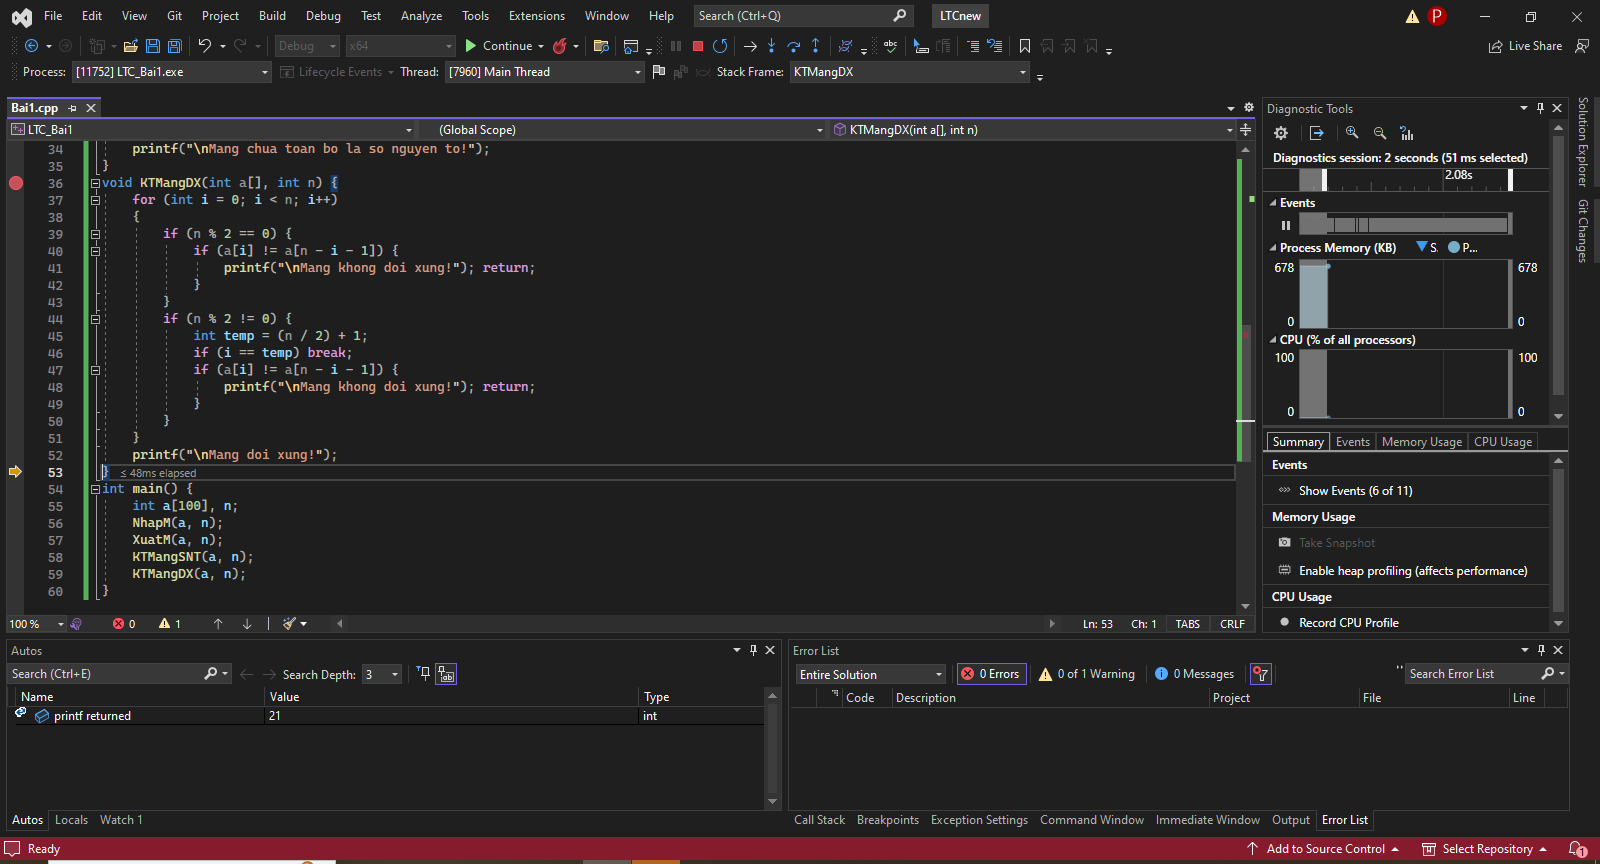 File Edit View Git Project Build Debug Test Analyze Tools Extensions Window Help Search (Ctrl+Q) LTCnew P
Debug x64 Continue Live Share
Process: [11752] LTC_Bai1.exe Lifecycle Events Thread: [7960] Main Thread Stack Frame: KTMangDX
Bai1.cpp
LTC_Bai1 (Global Scope) KTMangDX(int a[], int n)
34 printf("\nMang chua toan bo la so nguyen to!");
35 }
36 void KTMangDX(int a[], int n) {
37 for (int i = 0; i < n; i++)
38 {
39 if (n % 2 == 0) {
40 if (a[i] != a[n - i - 1]) {
41 printf("\nMang khong doi xung!"); return;
42 }
43 }
44 if (n % 2 != 0) {
45 int temp = (n / 2) + 1;
46 if (i == temp) break;
47 if (a[i] != a[n - i - 1]) {
48 printf("\nMang khong doi xung!"); return;
49 }
50 }
51 }
52 printf("\nMang doi xung!");
53 } ≤ 48ms elapsed
54 int main() {
55 int a[100], n;
56 NhapM(a, n);
57 XuatM(a, n);
58 KTMangSNT(a, n);
59 KTMangDX(a, n);
60 }
100 % 0 1 Ln: 53 Ch: 1 TABS CRLF
Diagnostic Tools
Diagnostics session: 2 seconds (51 ms selected)
2.08s
Events
Process Memory (KB) S. P...
678 678
0 0
CPU (% of all processors)
100 100
0 0
Summary Events Memory Usage CPU Usage
Events
Show Events (6 of 11)
Memory Usage
Take Snapshot
Enable heap profiling (affects performance)
CPU Usage
Record CPU Profile
Solution Explorer
Git Changes
Autos
Search (Ctrl+E) Search Depth: 3
Name Value Type
printf returned 21 int
Autos Locals Watch 1
Error List
Entire Solution 0 Errors 0 of 1 Warning 0 Messages Search Error List
Code Description Project File Line
Call Stack Breakpoints Exception Settings Command Window Immediate Window Output Error List
Ready Add to Source Control Select Repository 1